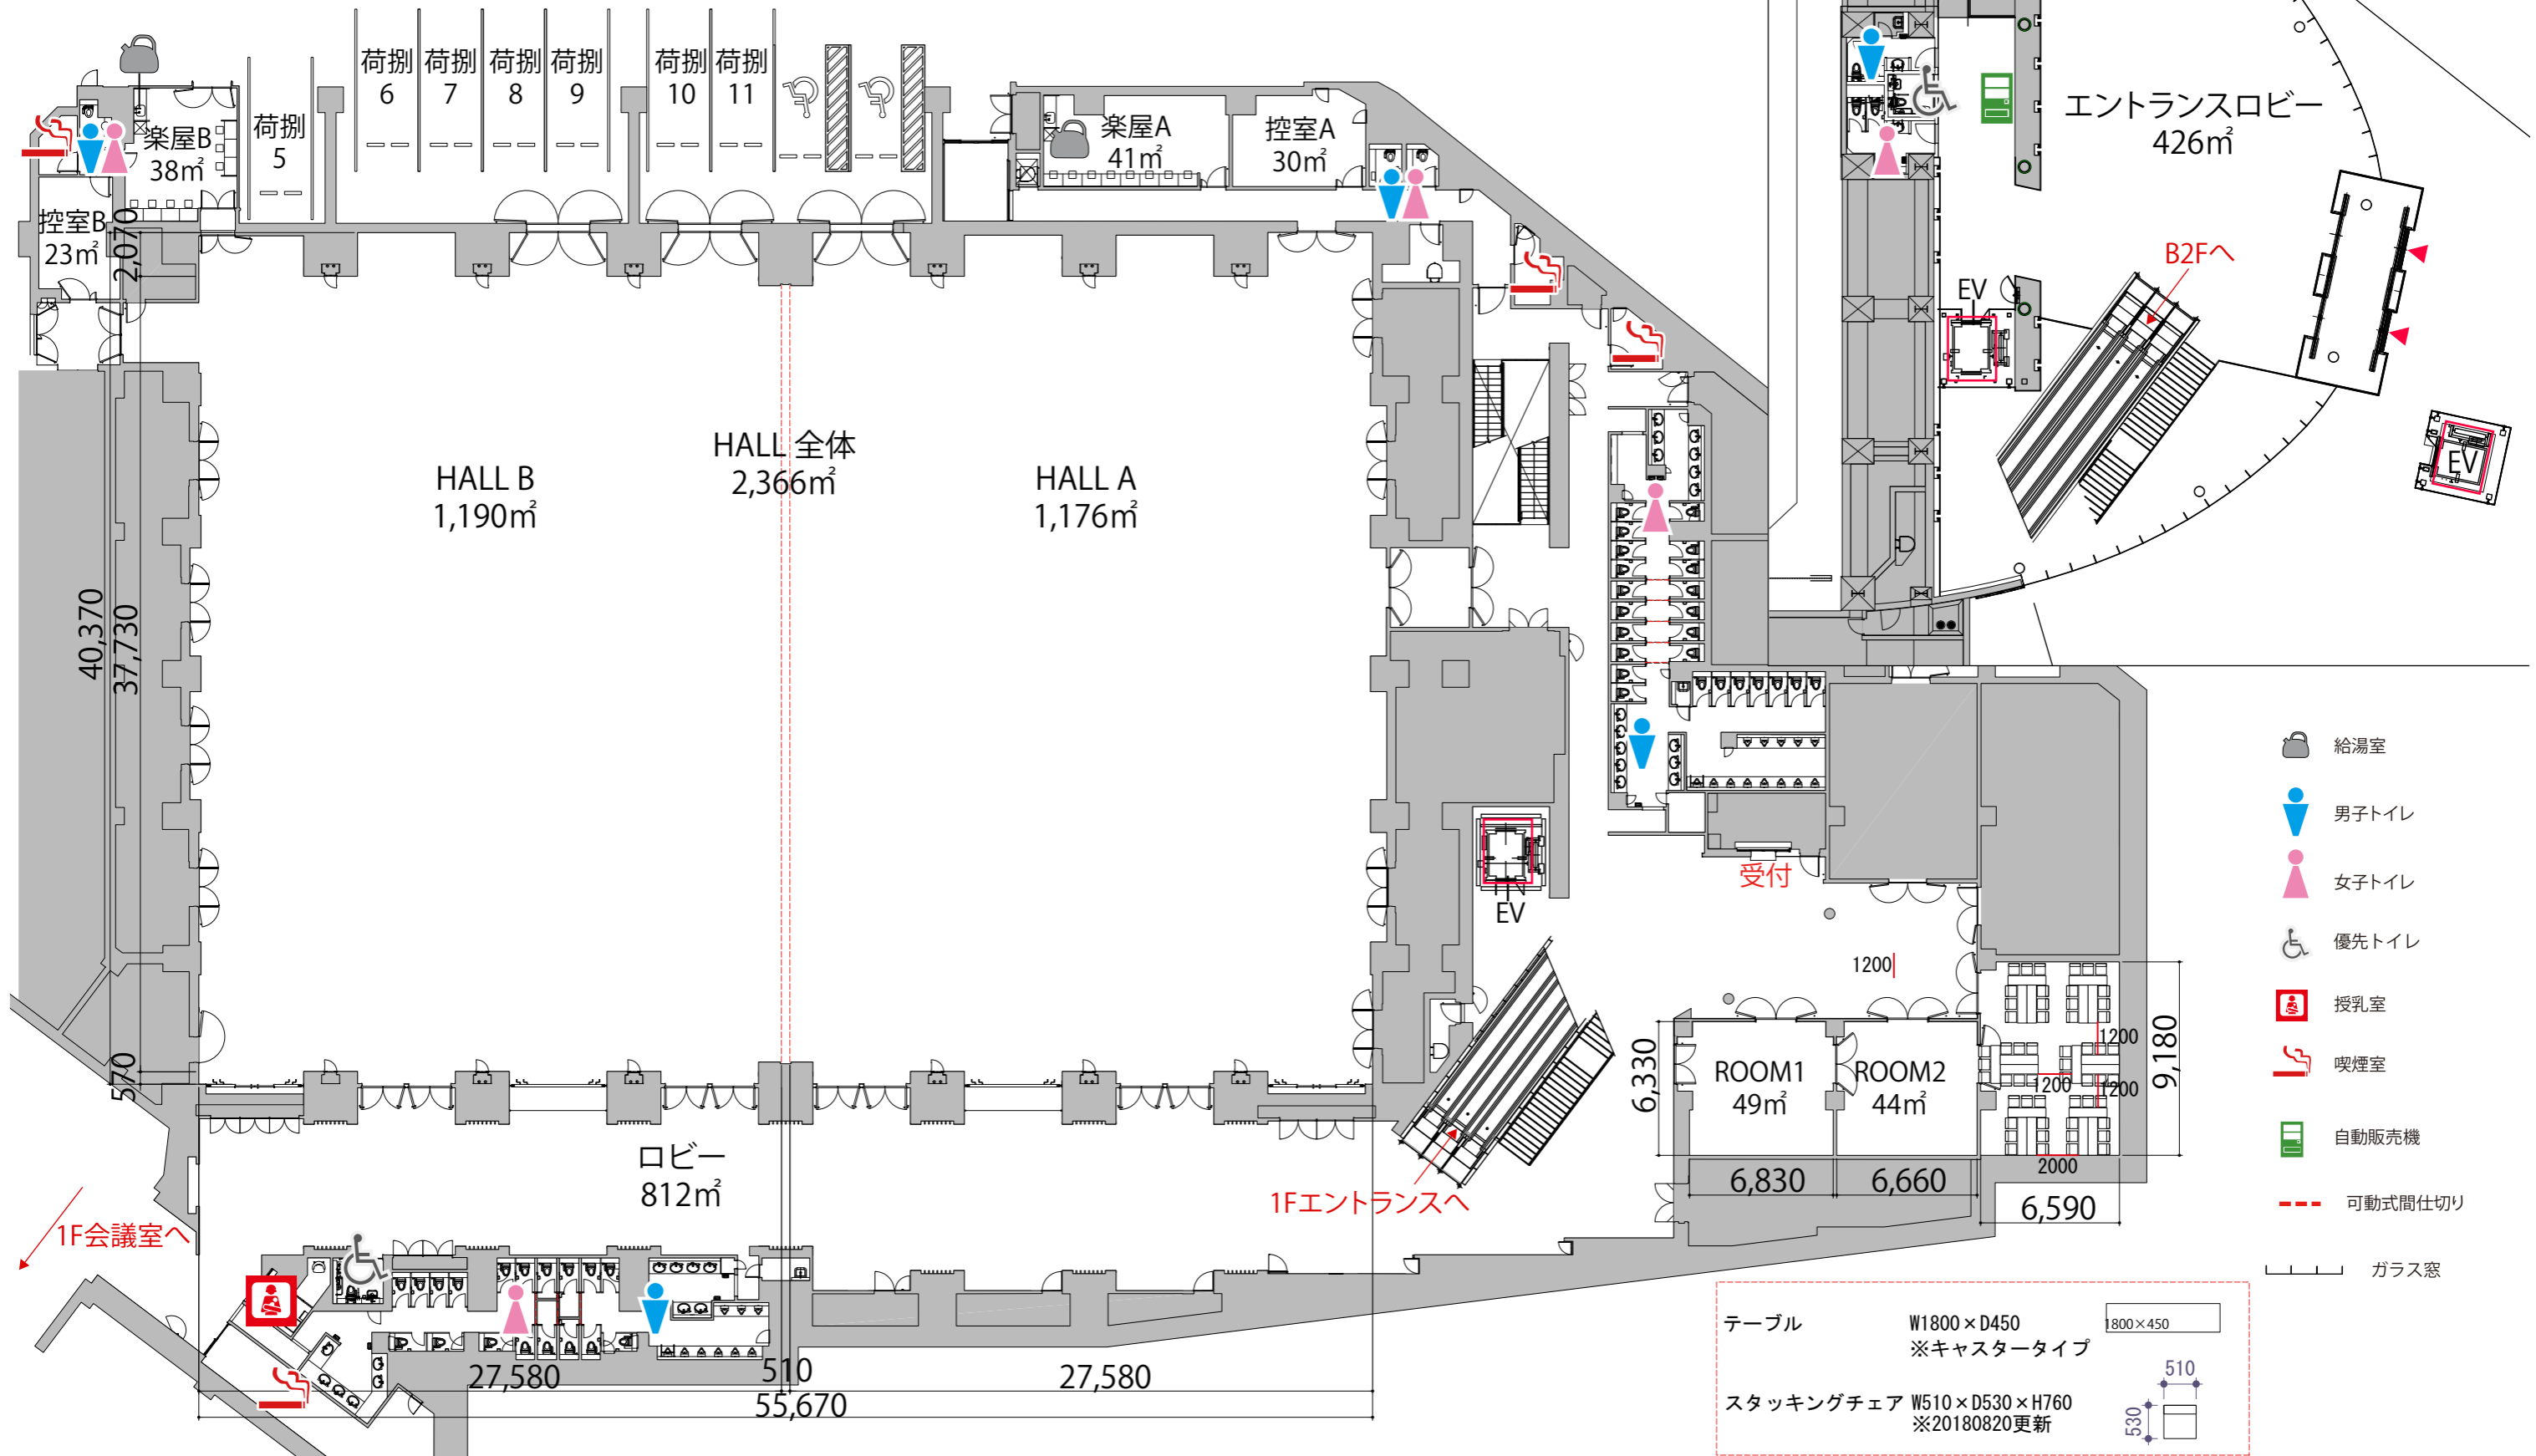 荷捌
6
荷捌
7
荷捌
8
荷捌
9
荷捌
10
荷捌
11
荷捌
5
楽屋B
38㎡
控室B
23㎡
楽屋A
41㎡
控室A
30㎡
エントランスロビー
426㎡
B2Fへ
EV
EV
HALL 全体
2,366㎡
HALL B
1,190㎡
HALL A
1,176㎡
2,070
40,370
37,730
570
EV
受付
1200
ROOM1
49㎡
ROOM2
44㎡
6,330
6,830
6,660
1200
1200
1200
2000
9,180
6,590
ロビー
812㎡
1Fエントランスへ
1F会議室へ
27,580
510
27,580
55,670
給湯室
男子トイレ
女子トイレ
優先トイレ
授乳室
喫煙室
自動販売機
可動式間仕切り
ガラス窓
テーブル W1800×D450
※キャスタータイプ
1800×450
スタッキングチェア W510×D530×H760
※20180820更新
510
530